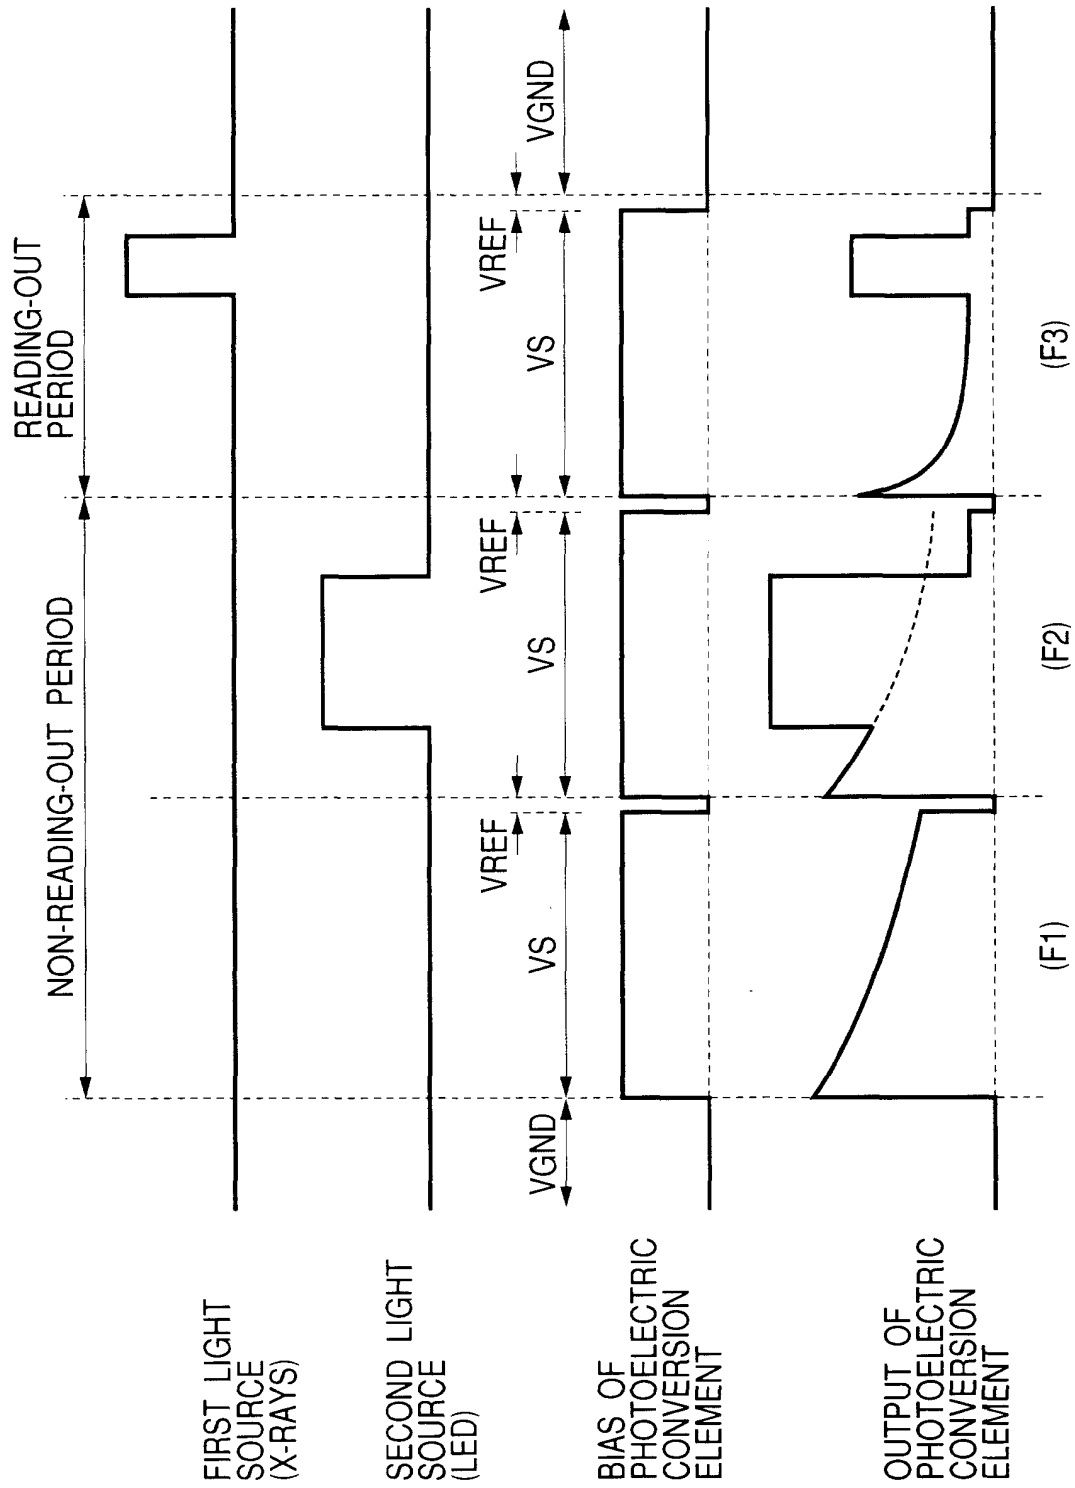 READING-OUT
PERIOD
NON-READING-OUT PERIOD
FIRST LIGHT
SOURCE
(X-RAYS)
SECOND LIGHT
SOURCE
(LED)
VGND
VS
VREF
VS
VREF
VS
VREF
VGND
BIAS OF
PHOTOELECTRIC
CONVERSION
ELEMENT
OUTPUT OF
PHOTOELECTRIC
CONVERSION
ELEMENT
(F1)
(F2)
(F3)